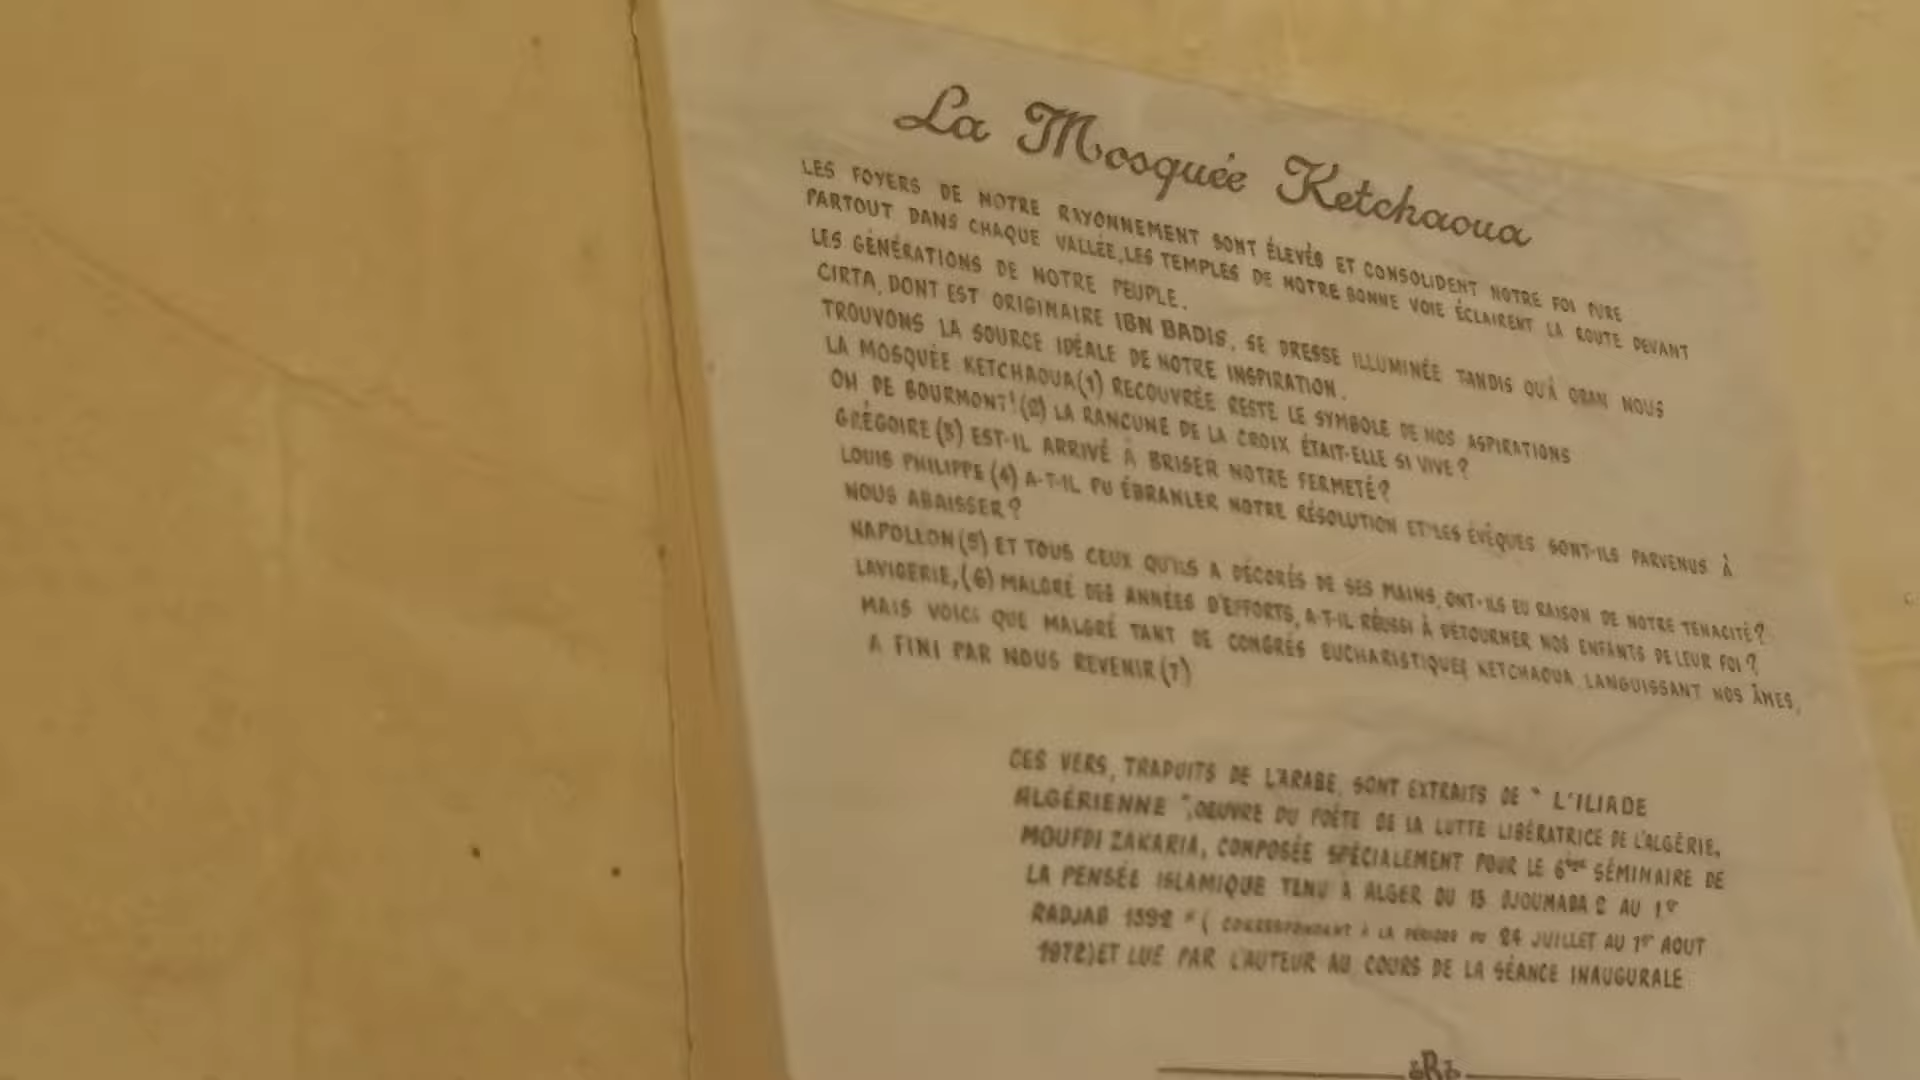 La Mosquée Ketchaoua
LES FOYERS DE NOTRE RAYONNEMENT SONT ÉLEVÉS ET CONSOLIDENT NOTRE FOI PURE
PARTOUT DANS CHAQUE VALLÉE, LES TEMPLES DE NOTRE BONNE VOIE ÉCLAIRENT LA ROUTE DEVANT
LES GÉNÉRATIONS DE NOTRE PEUPLE.
CIRTA, DONT EST ORIGINAIRE IBN BADIS, SE DRESSE ILLUMINÉE TANDIS QU'À ORAN NOUS
TROUVONS LA SOURCE IDÉALE DE NOTRE INSPIRATION.
LA MOSQUÉE KETCHAOUA (1) RECOUVRÉE RESTE LE SYMBOLE DE NOS ASPIRATIONS
OH DE BOURMONT! (2) LA RANCUNE DE LA CROIX ÉTAIT-ELLE SI VIVE ?
GRÉGOIRE (3) EST-IL ARRIVÉ À BRISER NOTRE FERMETÉ ?
LOUIS PHILIPPE (4) A-T-IL PU ÉBRANLER NOTRE RÉSOLUTION ET LES ÉVÊQUES SONT-ILS PARVENUS À
NOUS ABAISSER ?
NAPOLLON (5) ET TOUS CEUX QU'ILS A DÉCORÉS DE SES MAINS, ONT-ILS EU RAISON DE NOTRE TENACITÉ ?
LAVIGERIE, (6) MALGRÉ DES ANNÉES D'EFFORTS, A-T-IL RÉUSSI À DETOURNER NOS ENFANTS DE LEUR FOI ?
MAIS VOICI QUE MALGRÉ TANT DE CONGRÉS EUCHARISTIQUES KETCHAOUA, LANGUISSANT NOS ÂMES,
A FINI PAR NOUS REVENIR (7)
CES VERS, TRADUITS DE L'ARABE, SONT EXTRAITS DE " L'ILIADE
ALGÉRIENNE ", OEUVRE DU POÈTE DE LA LUTTE LIBÉRATRICE DE L'ALGÉRIE,
MOUFDI ZAKARIA, COMPOSÉE SPÉCIALEMENT POUR LE 6ème SÉMINAIRE DE
LA PENSÉE ISLAMIQUE TENU À ALGER DU 13 DJOUMADA 2 AU 1er
RADJAB 1392 " ( CORRESPONDANT À LA PÉRIODE DU 24 JUILLET AU 1er AOUT
1972) ET LUE PAR L'AUTEUR AU COURS DE LA SÉANCE INAUGURALE